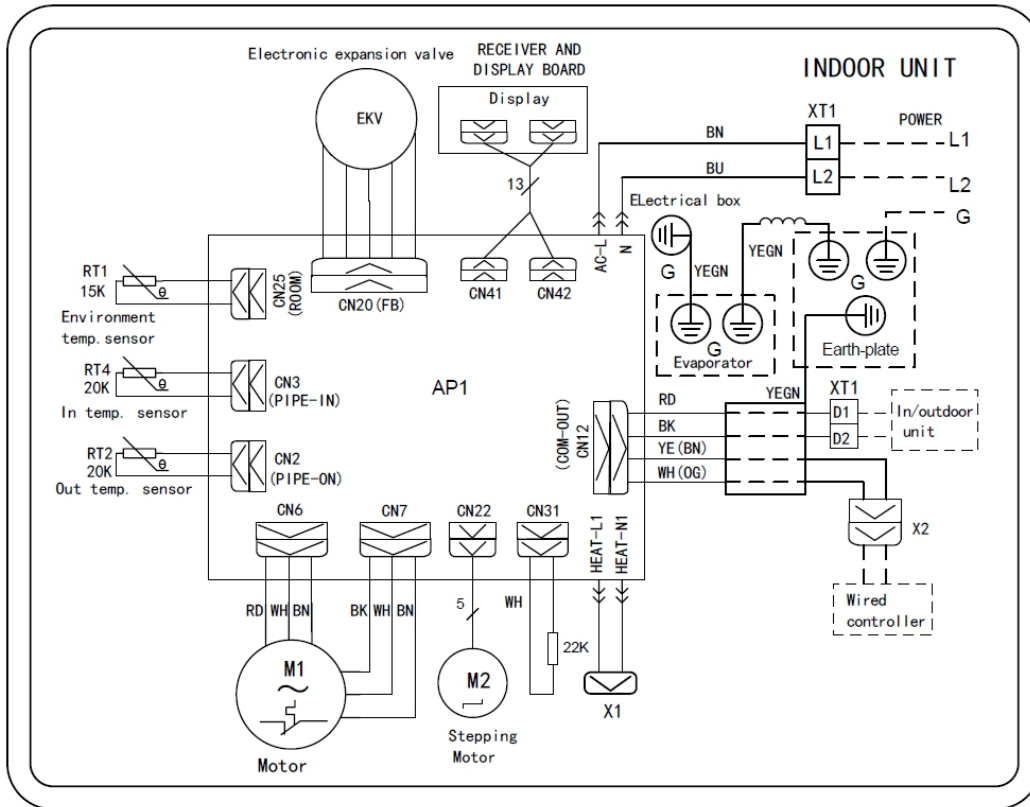 Electronic expansion valve
EKV
RECEIVER AND
DISPLAY BOARD
Display
13
INDOOR UNIT
XT1
POWER
BN
L1
L1
BU
L2
L2
G
ELectrical box
G
YEGN
YEGN
G
Evaporator
G
Earth-plate
AC-L
N
RT1
15K
θ
Environment
temp. sensor
CN25
(ROOM)
CN20(FB)
CN41
CN42
RT4
20K
θ
In temp. sensor
CN3
(PIPE-IN)
AP1
RT2
20K
θ
Out temp. sensor
CN2
(PIPE-ON)
(COM-OUT)
CN12
RD
BK
YE(BN)
WH(OG)
YEGN
XT1
D1
D2
In/outdoor
unit
X2
Wired
controller
CN6
CN7
CN22
CN31
HEAT-L1
HEAT-N1
RD
WH
BN
BK
WH
BN
5
WH
22K
M1
Motor
M2
Stepping
Motor
X1